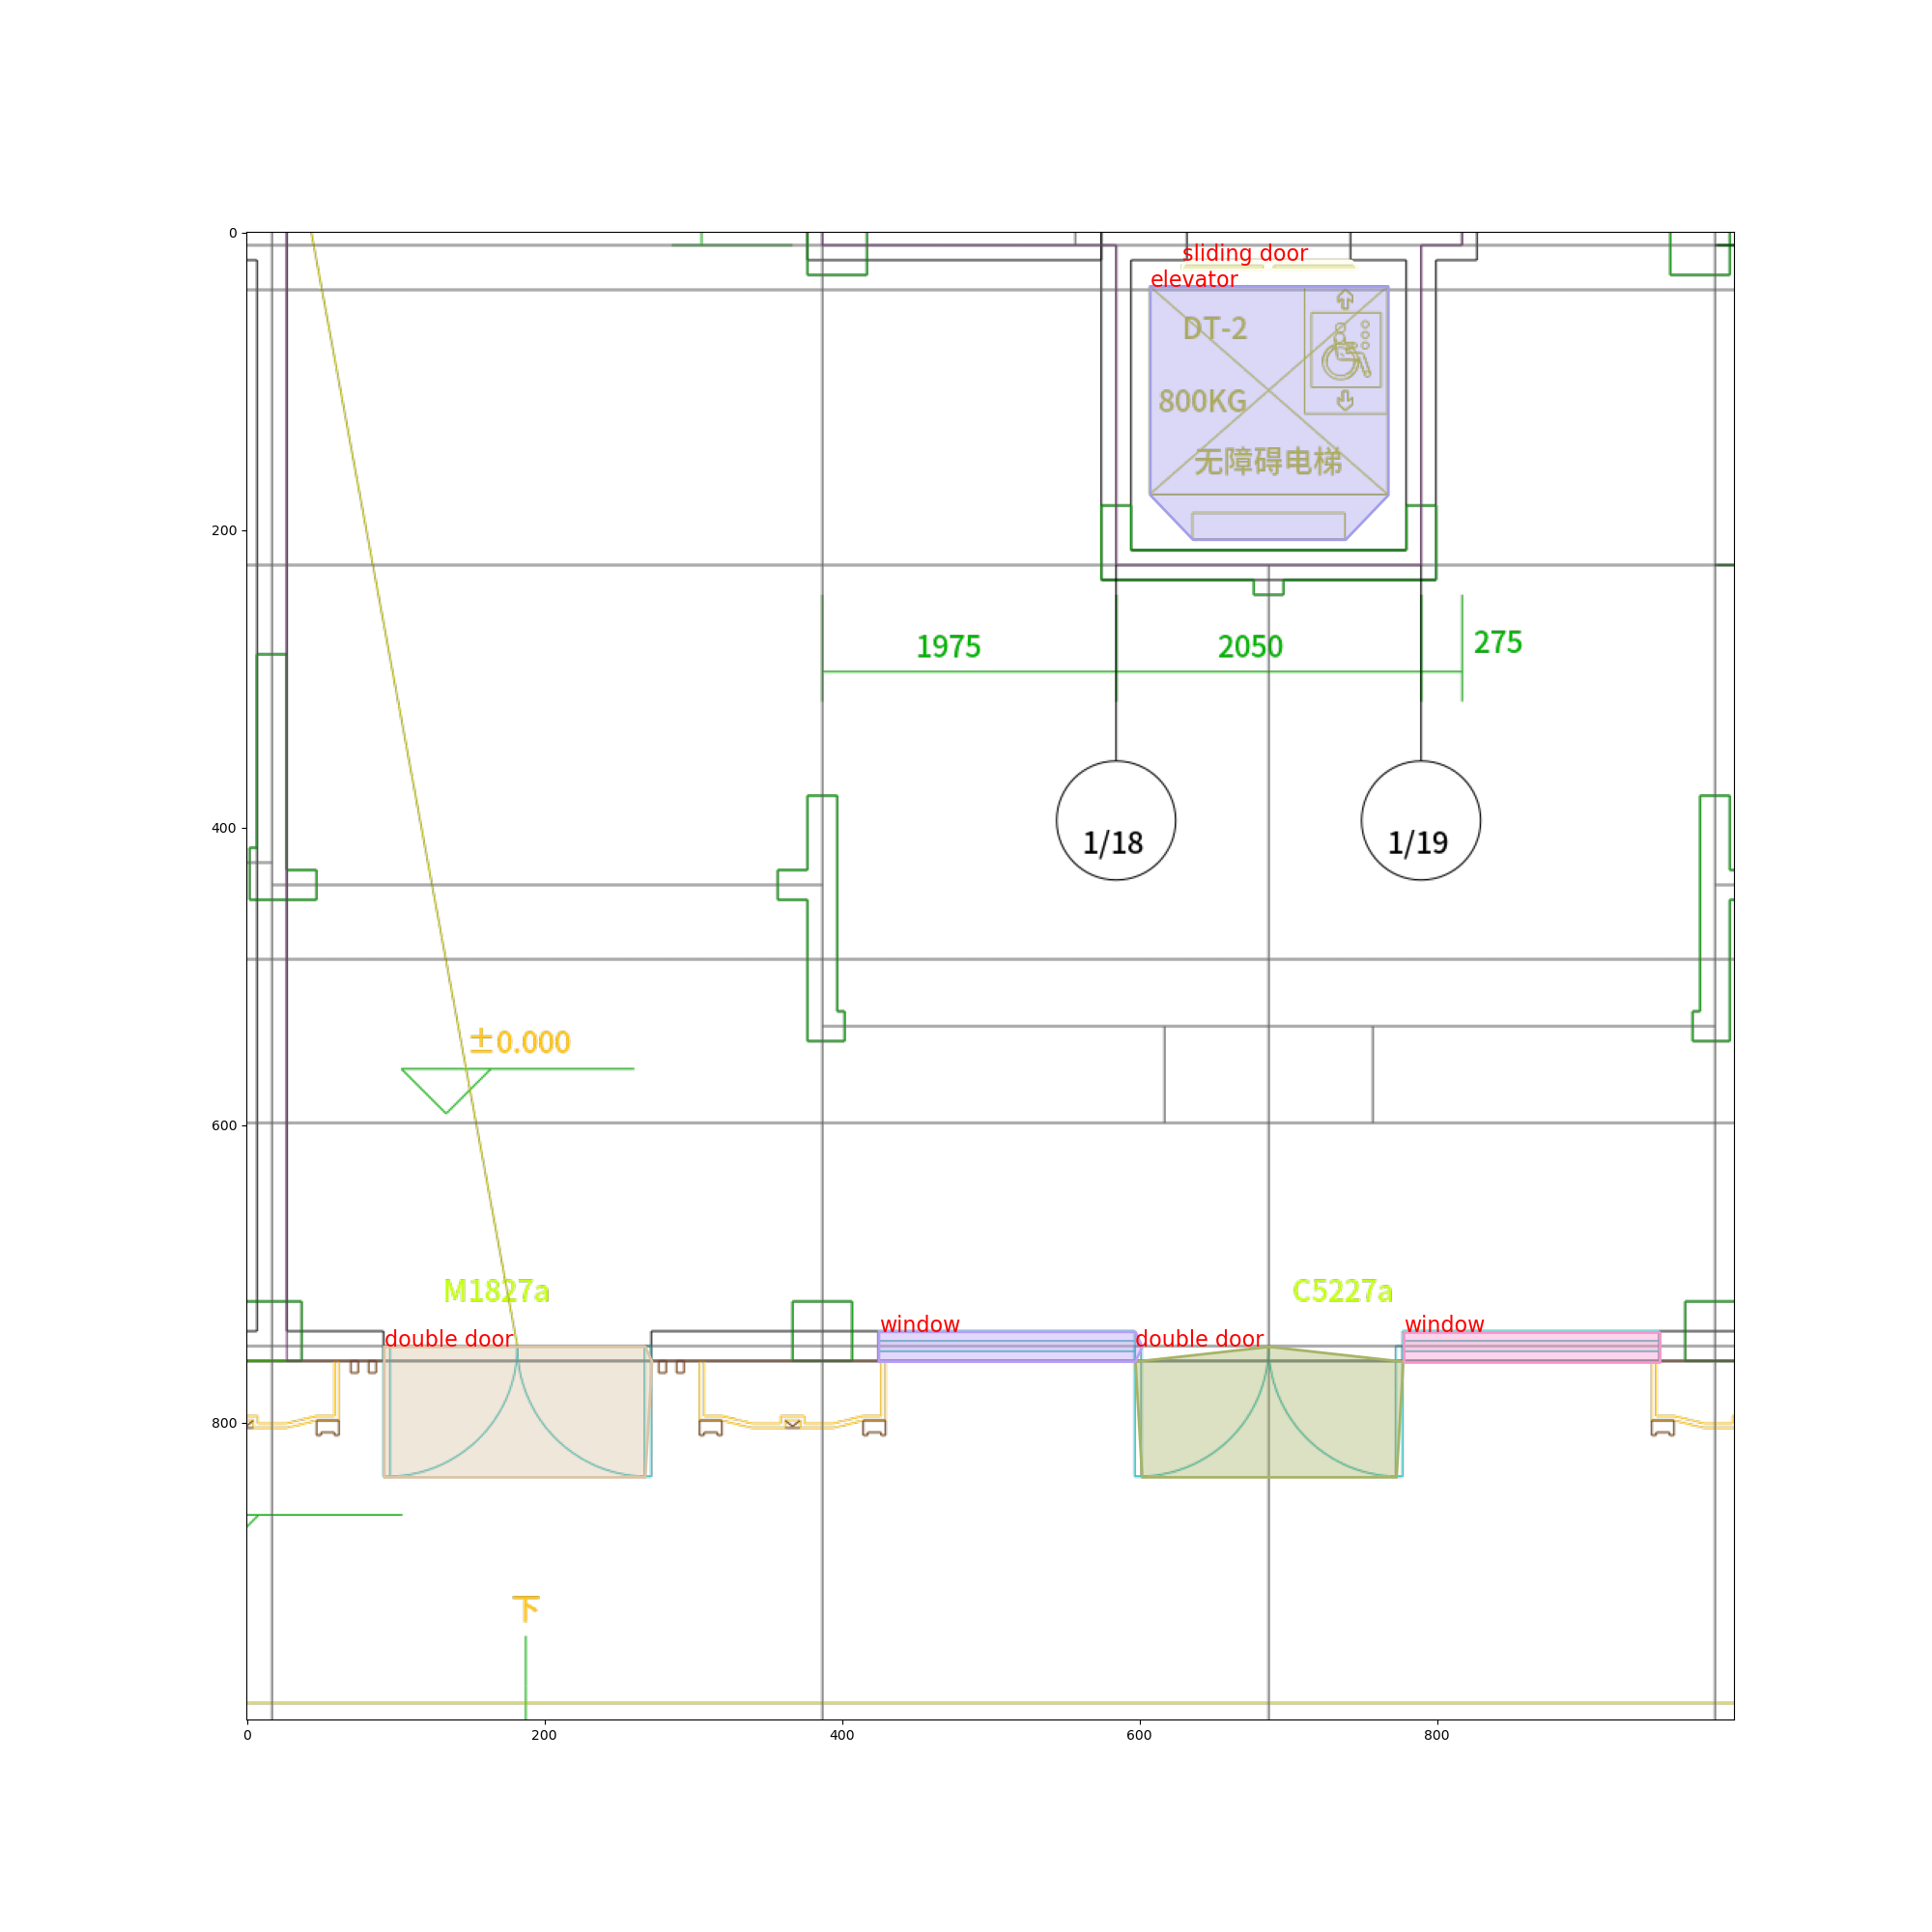 0
sliding door
elevator
DT-2
800KG
无障碍电梯
200
1975
2050
275
400
1/18
1/19
±0.000
600
M1827a
C5227a
double door
window
double door
window
800
下
0
200
400
600
800